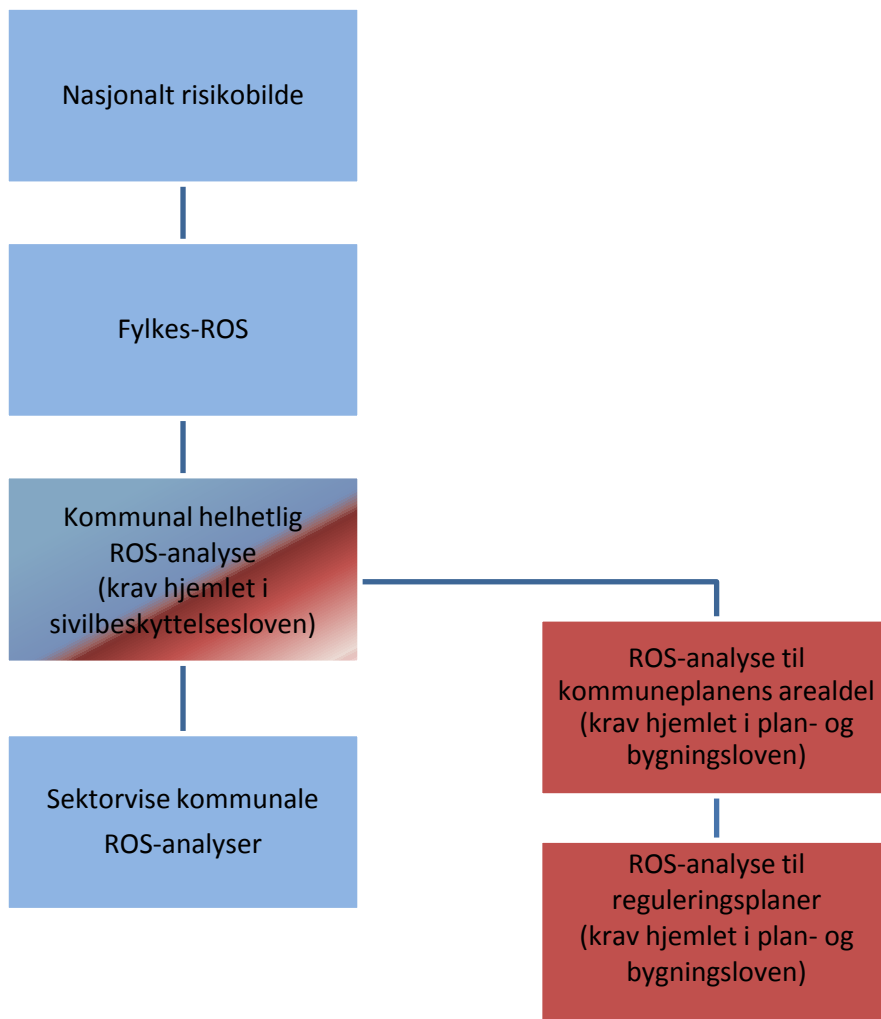 Nasjonalt risikobilde
Fylkes-ROS
Kommunal helhetlig
ROS-analyse
(krav hjemlet i
sivilbeskyttelsesloven)
Sektorvise kommunale
ROS-analyser
ROS-analyse til
kommuneplanens arealdel
(krav hjemlet i plan- og
bygningsloven)
ROS-analyse til
reguleringsplaner
(krav hjemlet i plan- og
bygningsloven)